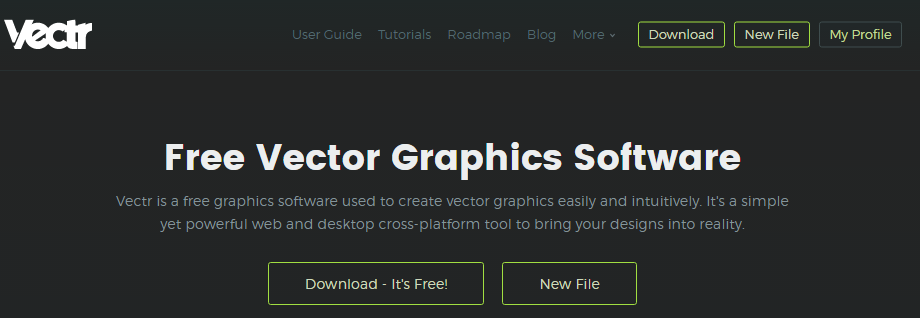 Vectr
User Guide Tutorials Roadmap Blog More Download New File My Profile
Free Vector Graphics Software
Vectr is a free graphics software used to create vector graphics easily and intuitively. It's a simple
yet powerful web and desktop cross-platform tool to bring your designs into reality.
Download - It's Free! New File